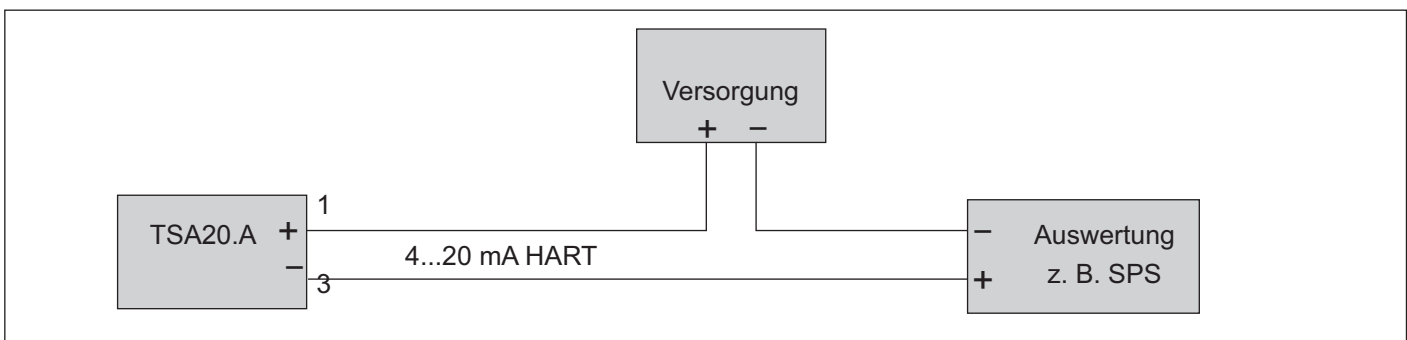 Versorgung
+ −
1
TSA20.A +
−
3
4...20 mA HART
− Auswertung
+ z. B. SPS